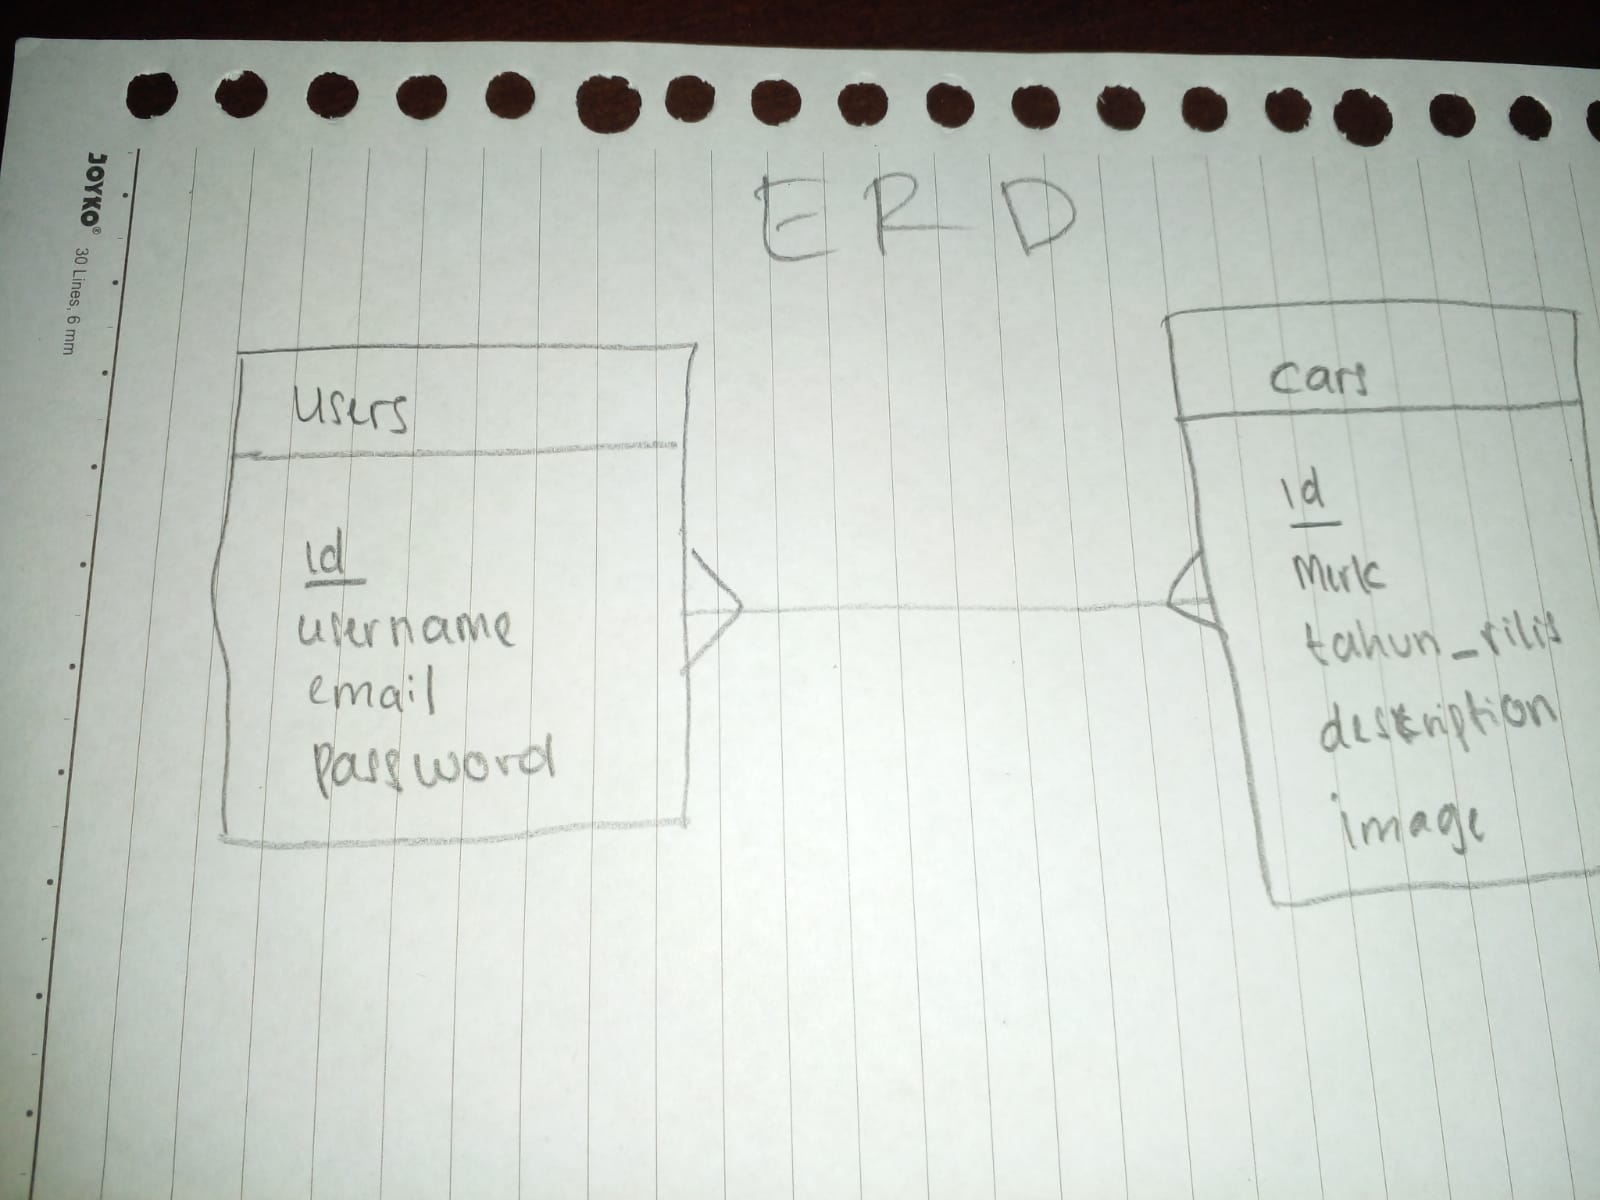 JOYKO® 30 Lines, 6 mm
ERD
users
id
username
email
password
cars
id
Merk
tahun_rilis
description
image